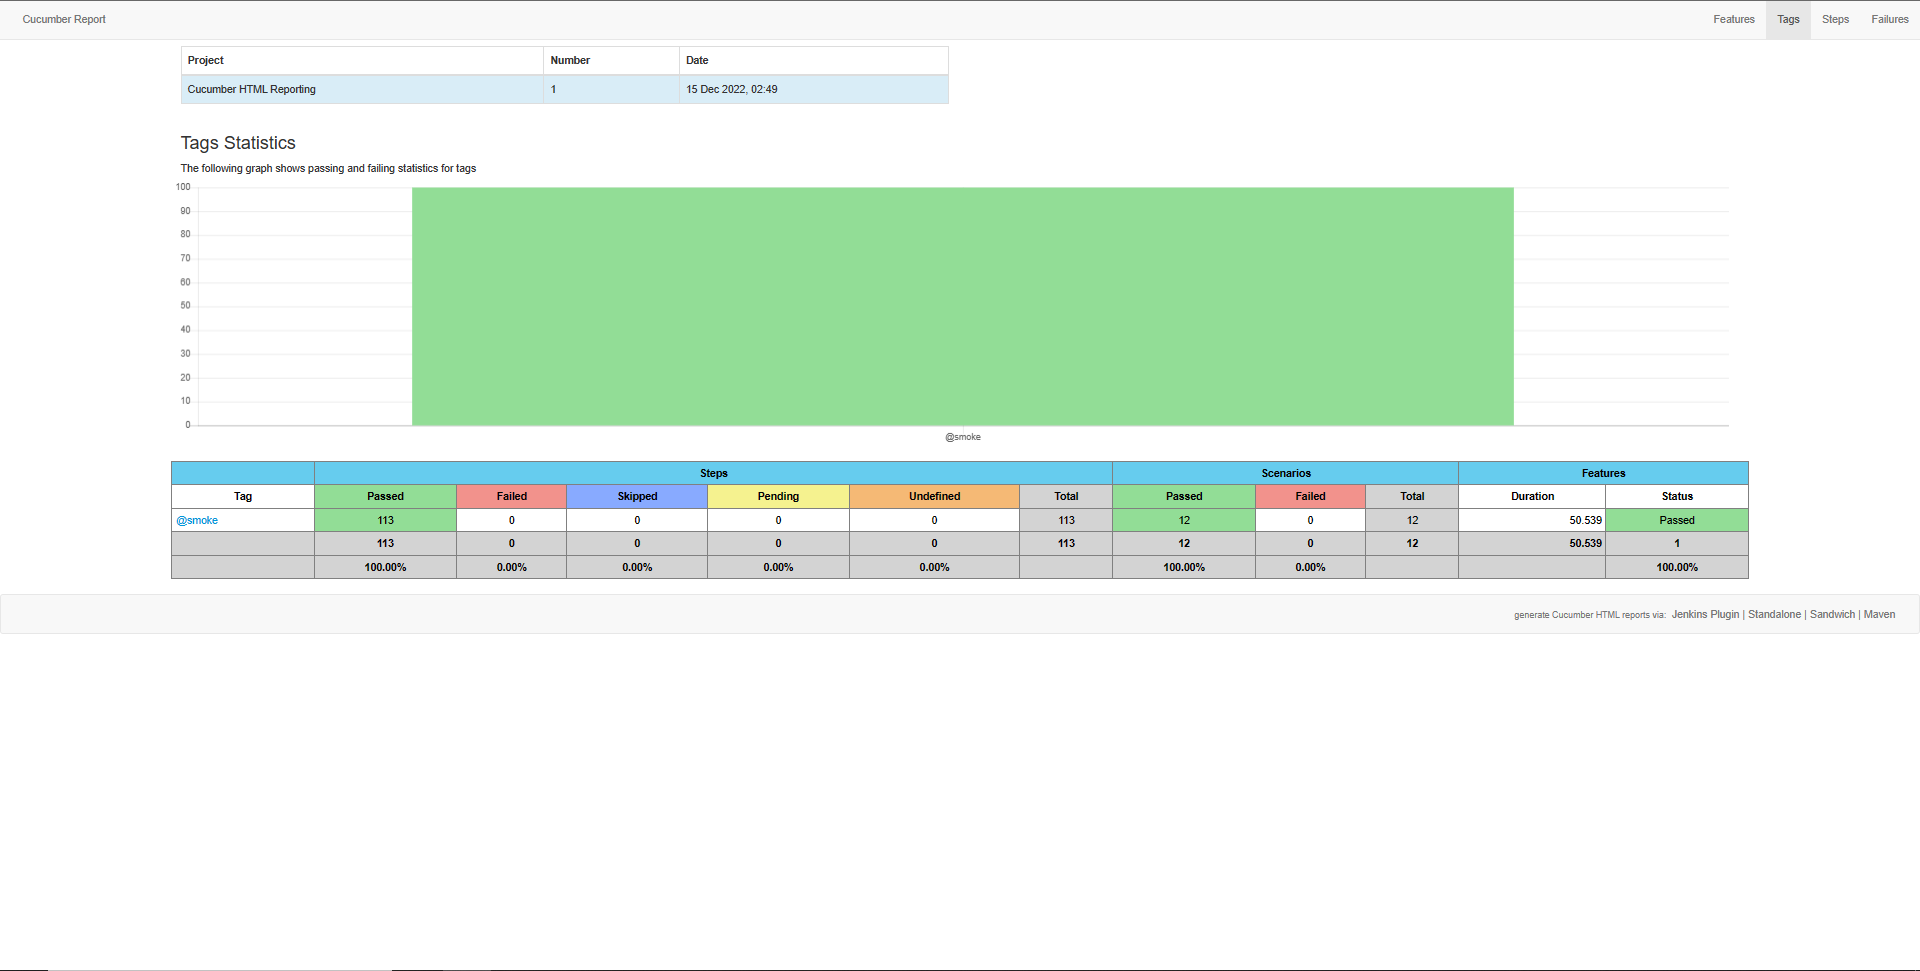 Cucumber Report Features Tags Steps Failures
Project Number Date
Cucumber HTML Reporting 1 15 Dec 2022, 02:49
Tags Statistics
The following graph shows passing and failing statistics for tags
100
90
80
70
60
50
40
30
20
10
0
@smoke
Steps Scenarios Features
Tag Passed Failed Skipped Pending Undefined Total Passed Failed Total Duration Status
@smoke 113 0 0 0 0 113 12 0 12 50.539 Passed
113 0 0 0 0 113 12 0 12 50.539 1
100.00% 0.00% 0.00% 0.00% 0.00% 100.00% 0.00% 100.00%
generate Cucumber HTML reports via: Jenkins Plugin | Standalone | Sandwich | Maven